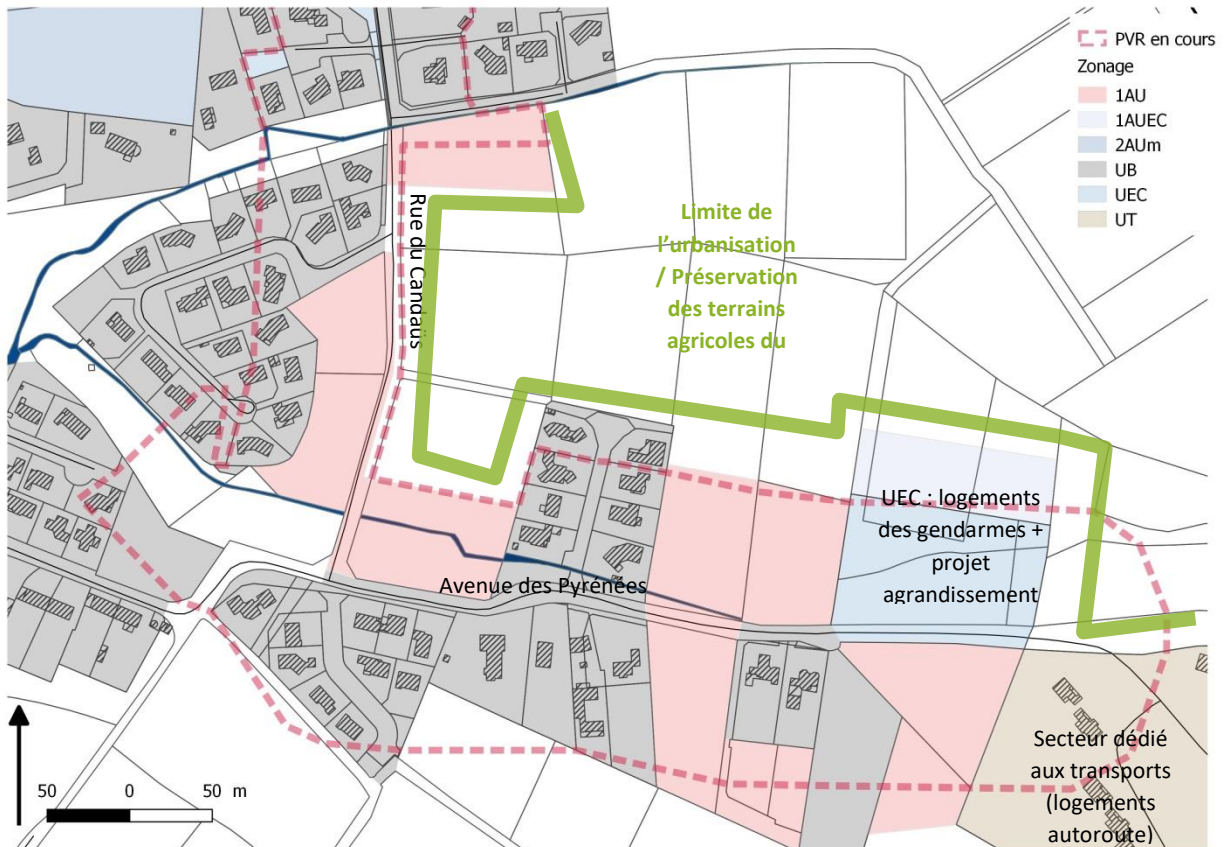 PVR en cours
Zonage
1AU
1AUEC
2AUm
UB
UEC
UT
Rue du Candaüs
Limite de
l'urbanisation
/ Préservation
des terrains
agricoles du
UEC : logements
des gendarmes +
projet
agrandissement
Avenue des Pyrénées
Secteur dédié
aux transports
(logements
autoroute)
50 0 50 m